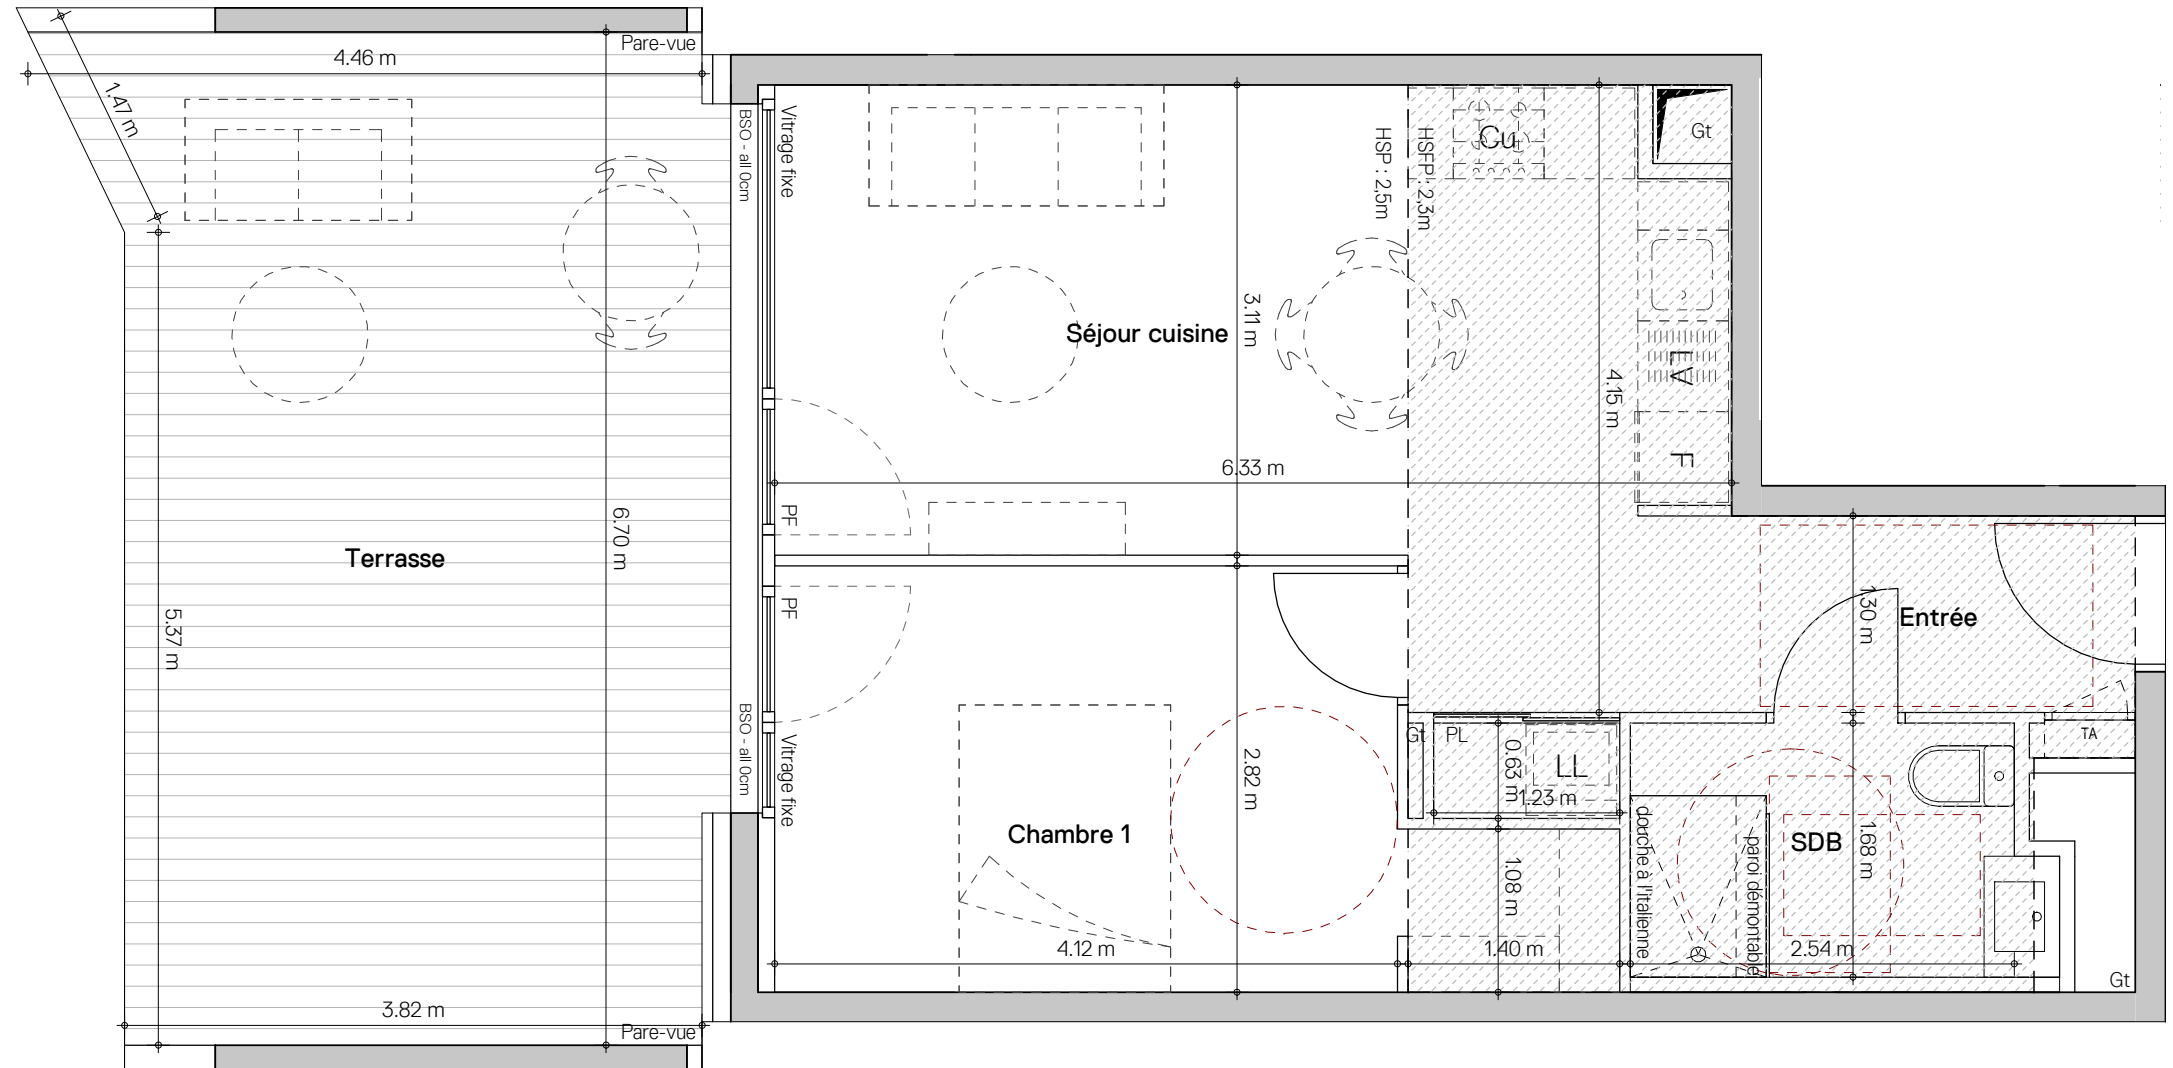 Pare-vue
4.46 m
1.47 m
BSO - all 0cm
Vitrage fixe
HSP : 2,5m
HSFP : 2,3m
Cu
Gt
3.11 m
Séjour cuisine
LV
4.15 m
F
6.33 m
PF
6.70 m
Terrasse
5.37 m
PF
1.30 m
Entrée
BSO - all 0cm
Vitrage fixe
2.82 m
Gt
PL
0.63 m
LL
1.23 m
TA
Chambre 1
douche à l'italienne
paroi démontable
SDB
1.68 m
1.08 m
4.12 m
1.40 m
2.54 m
Gt
3.82 m
Pare-vue